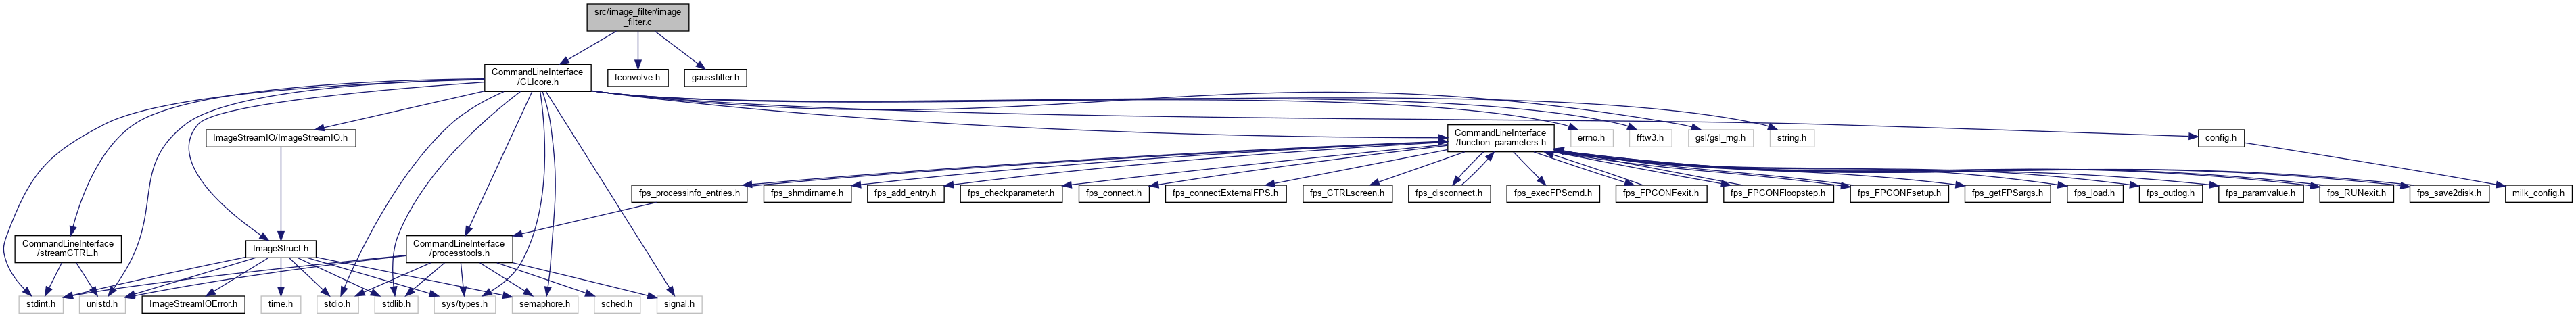 src/image_filter/image
_filter.c
CommandLineInterface
/CLIcore.h
fconvolve.h
gaussfilter.h
ImageStreamIO/ImageStreamIO.h
CommandLineInterface
/function_parameters.h
errno.h
fftw3.h
gsl/gsl_rng.h
string.h
config.h
fps_processinfo_entries.h
fps_shmdirname.h
fps_add_entry.h
fps_checkparameter.h
fps_connect.h
fps_connectExternalFPS.h
fps_CTRLscreen.h
fps_disconnect.h
fps_execFPScmd.h
fps_FPCONFexit.h
fps_FPCONFloopstep.h
fps_FPCONFsetup.h
fps_getFPSargs.h
fps_load.h
fps_outlog.h
fps_paramvalue.h
fps_RUNexit.h
fps_save2disk.h
milk_config.h
CommandLineInterface
/streamCTRL.h
ImageStruct.h
CommandLineInterface
/processtools.h
stdint.h
unistd.h
ImageStreamIOError.h
time.h
stdio.h
stdlib.h
sys/types.h
semaphore.h
sched.h
signal.h